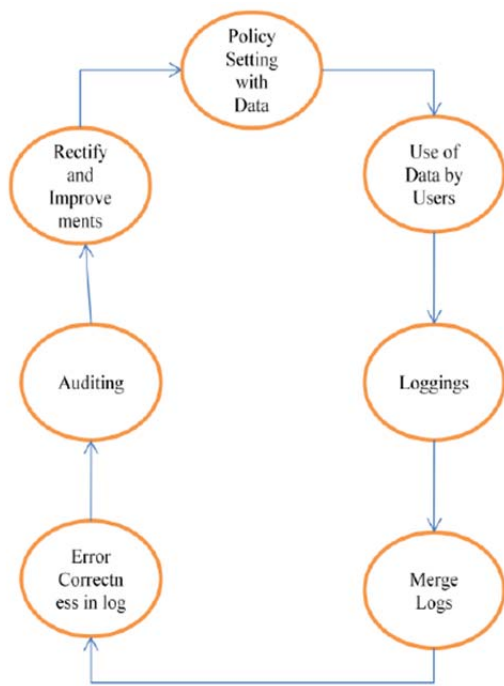 Policy
Setting
with
Data
Use of
Data by
Users
Loggings
Merge
Logs
Error
Correctn
ess in log
Auditing
Rectify
and
Improve
ments